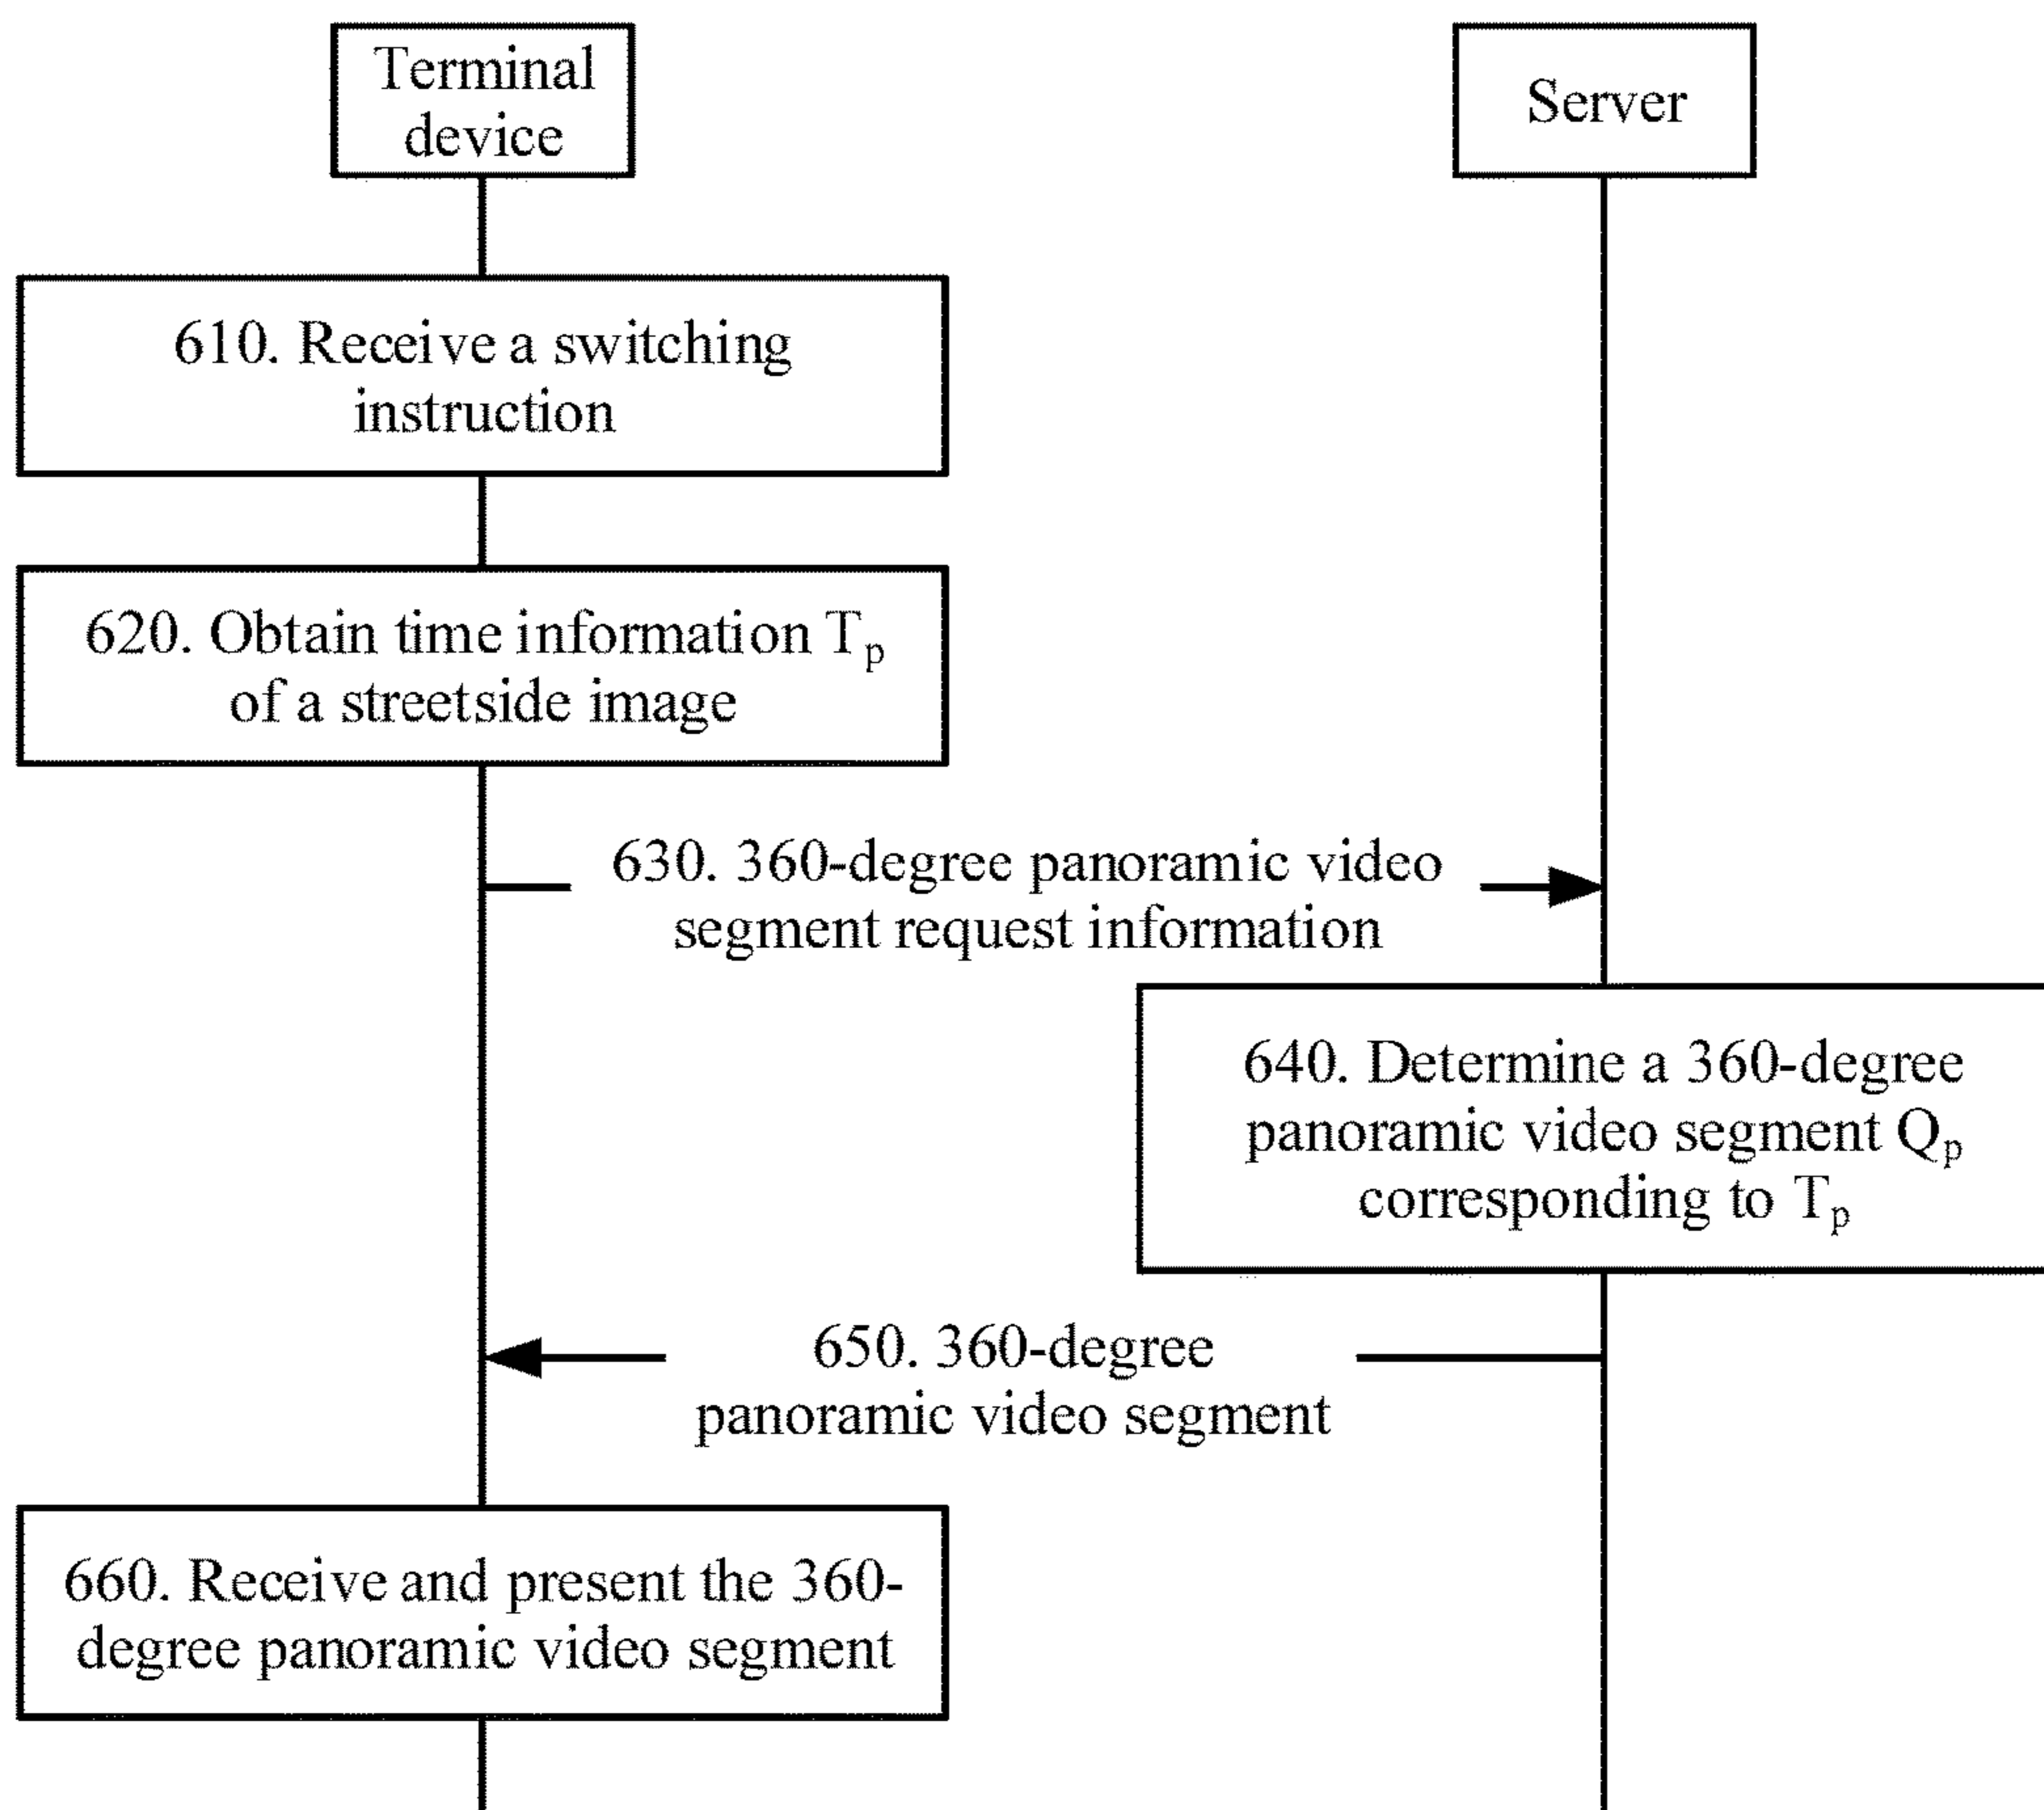 Terminal
device
Server
610. Receive a switching
instruction
620. Obtain time information Tₚ
of a streetside image
630. 360-degree panoramic video
segment request information
640. Determine a 360-degree
panoramic video segment Qₚ
corresponding to Tₚ
650. 360-degree
panoramic video segment
660. Receive and present the 360-
degree panoramic video segment